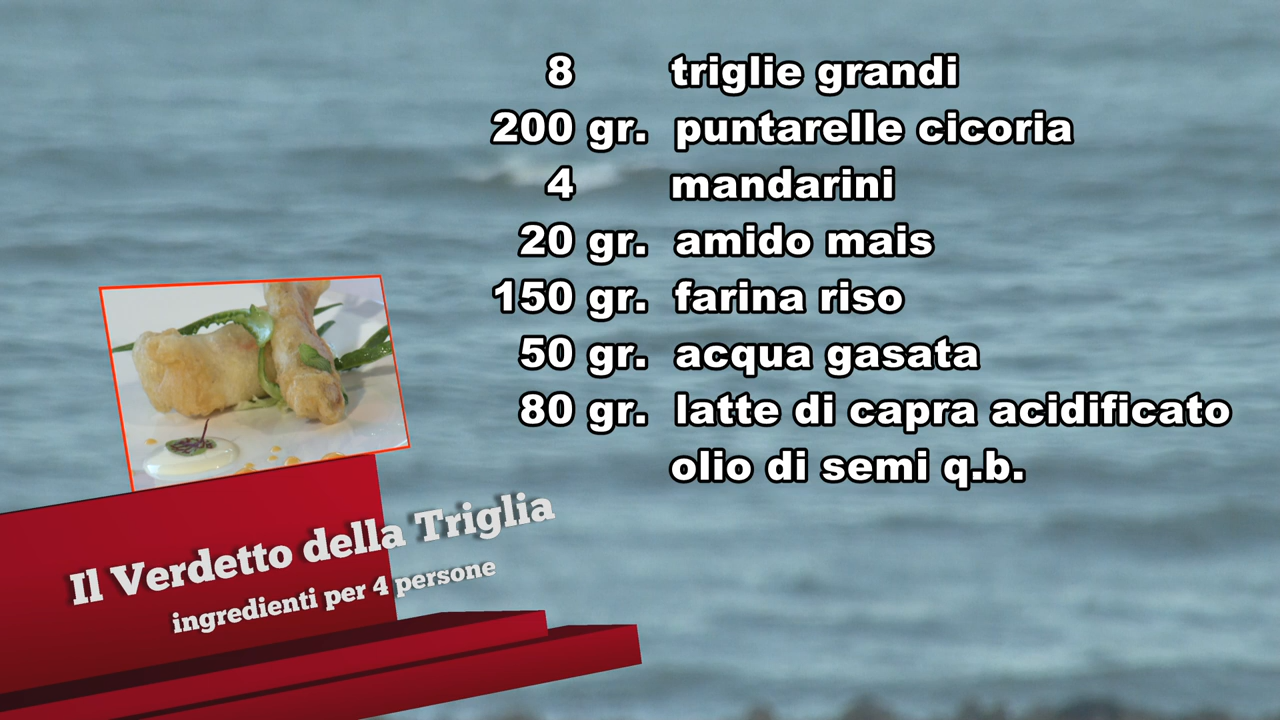 8 triglie grandi
200 gr. puntarelle cicoria
4 mandarini
20 gr. amido mais
150 gr. farina riso
50 gr. acqua gasata
80 gr. latte di capra acidificato
olio di semi q.b.
Il Verdetto della Triglia
ingredienti per 4 persone